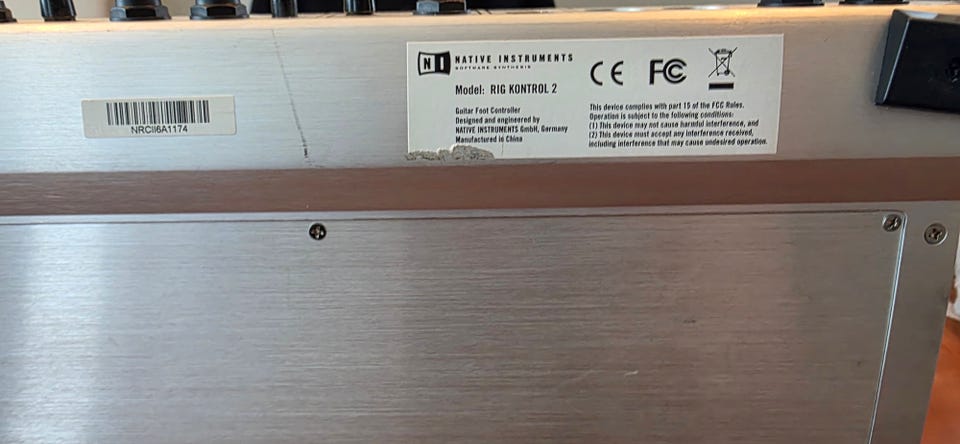 NRCII6A1174
NI NATIVE INSTRUMENTS
SOFTWARE SYNTHESIS
Model: RIG KONTROL 2
Guitar Foot Controller
Designed and engineered by
NATIVE INSTRUMENTS GmbH, Germany
Manufactured in China
CE FC
This device complies with part 15 of the FCC Rules.
Operation is subject to the following conditions:
(1) This device may not cause harmful interference, and
(2) This device must accept any interference received,
including interference that may cause undesired operation.